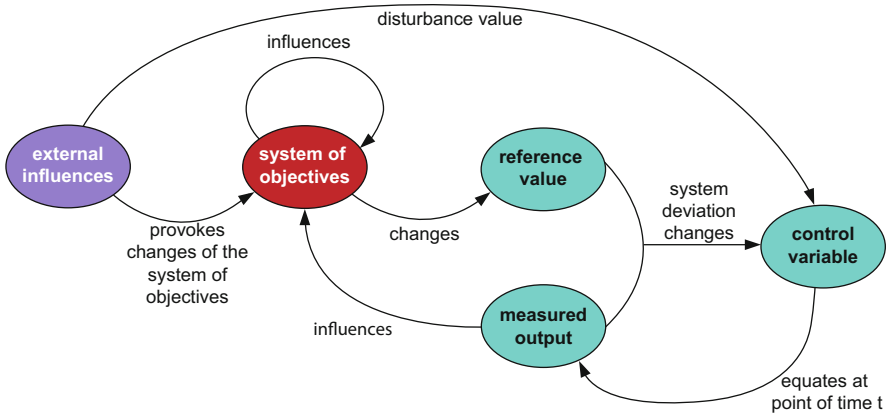 disturbance value
influences
external
influences
system of
objectives
reference
value
system
deviation
changes
control
variable
provokes
changes of the
system of
objectives
changes
measured
output
influences
equates at
point of time t